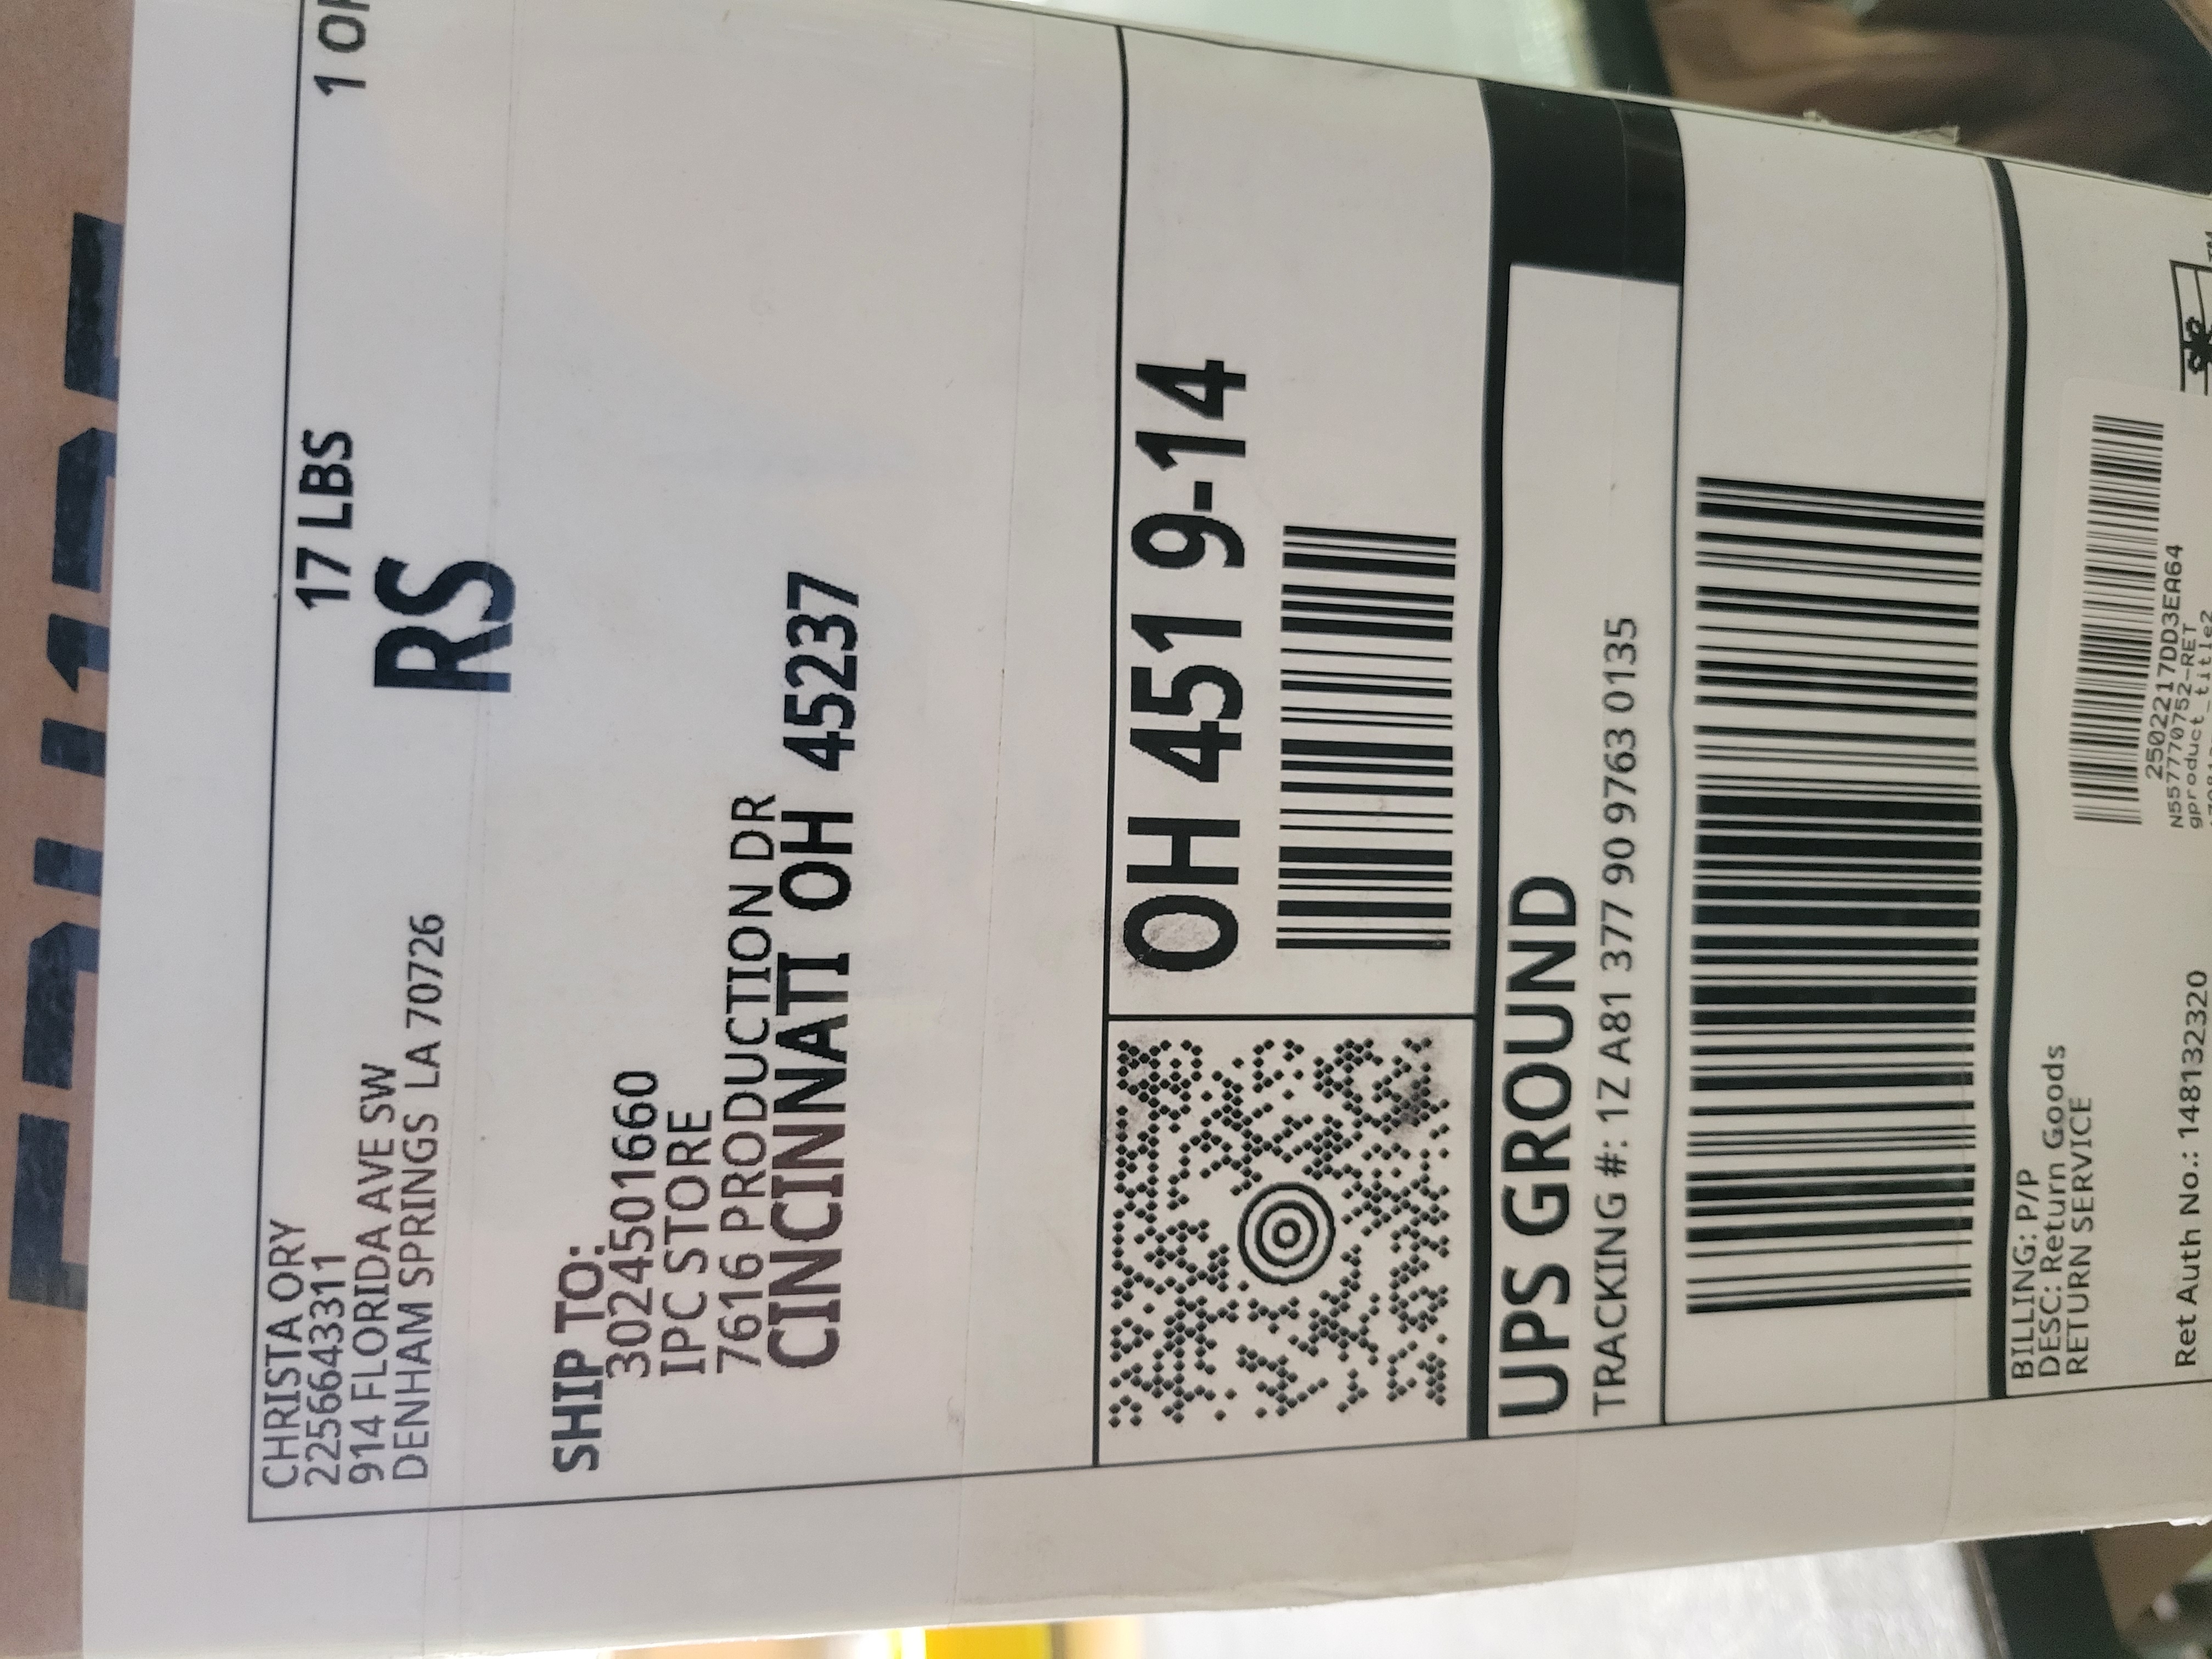 CHRISTA ORY
2256643311
914 FLORIDA AVE SW
DENHAM SPRINGS LA 70726
17 LBS
1 OF
RS
SHIP TO:
3024501660
IPC STORE
7616 PRODUCTION DR
CINCINNATI OH 45237
OH 451 9-14
UPS GROUND
TRACKING #: 1Z A81 377 90 9763 0135
BILLING: P/P
DESC: Return Goods
RETURN SERVICE
Ret Auth No.: 148132320
2502217DD3EA64
N557770752-RET
gproduct_title2
TM